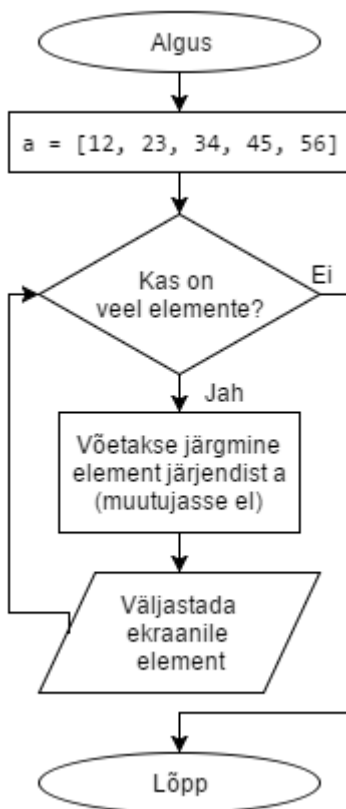 Algus
a = [12, 23, 34, 45, 56]
Kas on
veel elemente?
Ei
Jah
Võetakse järgmine
element järjendist a
(muutujasse el)
Väljastada
ekraanile
element
Lõpp